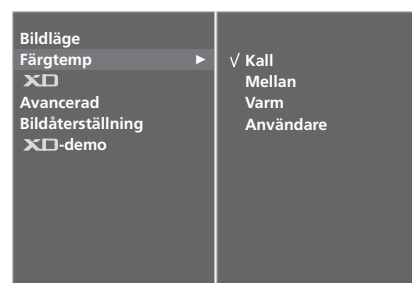 Bildläge
Färgtemp ►
XD
Avancerad
Bildåterställning
XD-demo
√ Kall
Mellan
Varm
Användare